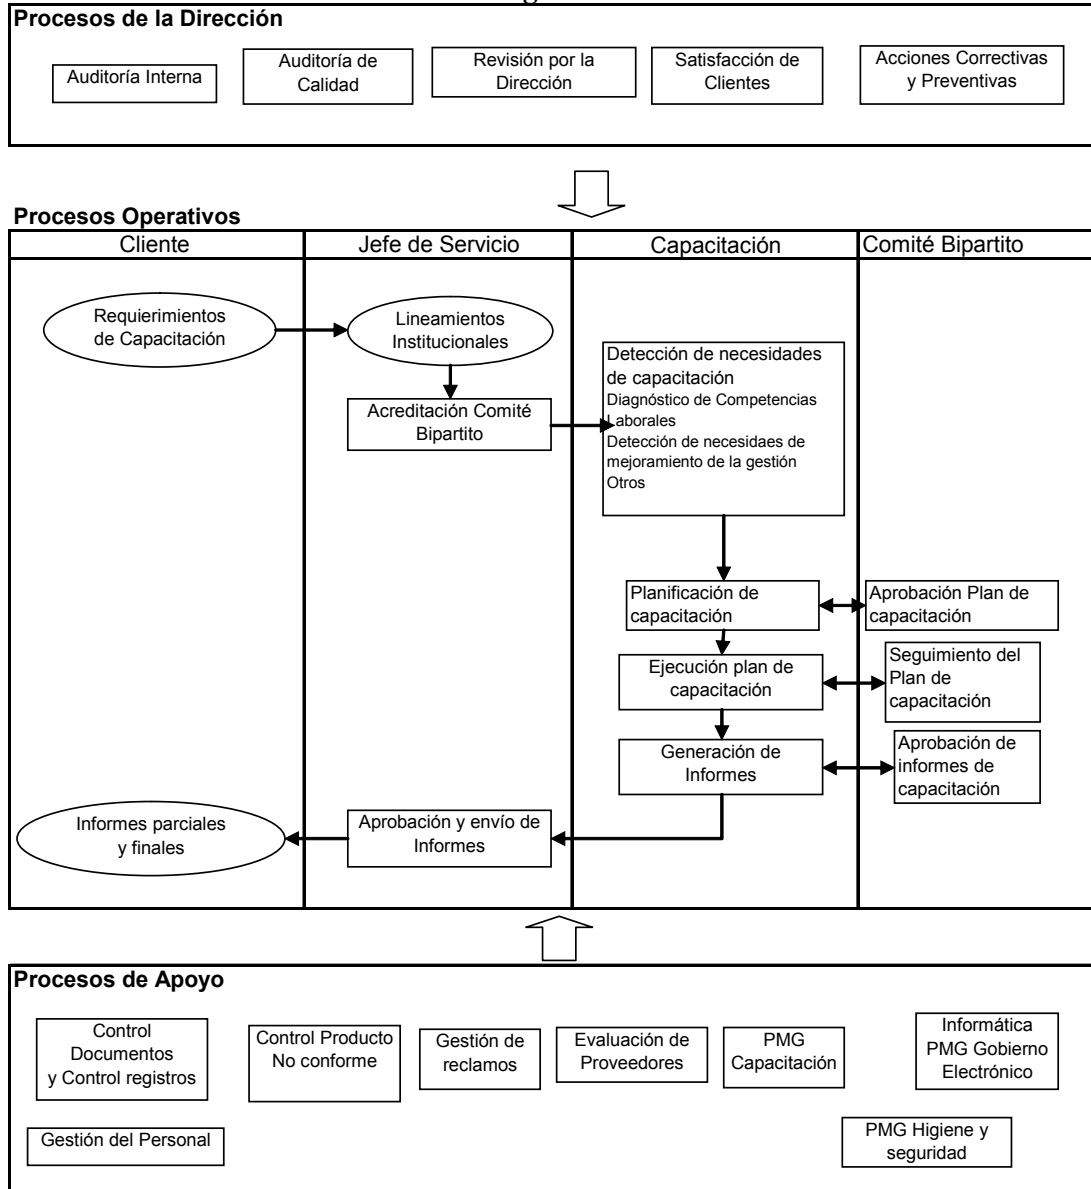 Procesos de la Dirección
Auditoría Interna
Auditoría de
Calidad
Revisión por la
Dirección
Satisfacción de
Clientes
Acciones Correctivas
y Preventivas
Procesos Operativos
Cliente
Jefe de Servicio
Capacitación
Comité Bipartito
Requierimientos
de Capacitación
Lineamientos
Institucionales
Acreditación Comité
Bipartito
Detección de necesidades
de capacitación
Diagnóstico de Competencias
Laborales
Detección de necesidaes de
mejoramiento de la gestión
Otros
Planificación de
capacitación
Aprobación Plan de
capacitación
Ejecución plan de
capacitación
Seguimiento del
Plan de
capacitación
Generación de
Informes
Aprobación de
informes de
capacitación
Informes parciales
y finales
Aprobación y envío de
Informes
Procesos de Apoyo
Control
Documentos
y Control registros
Control Producto
No conforme
Gestión de
reclamos
Evaluación de
Proveedores
PMG
Capacitación
Informática
PMG Gobierno
Electrónico
Gestión del Personal
PMG Higiene y
seguridad